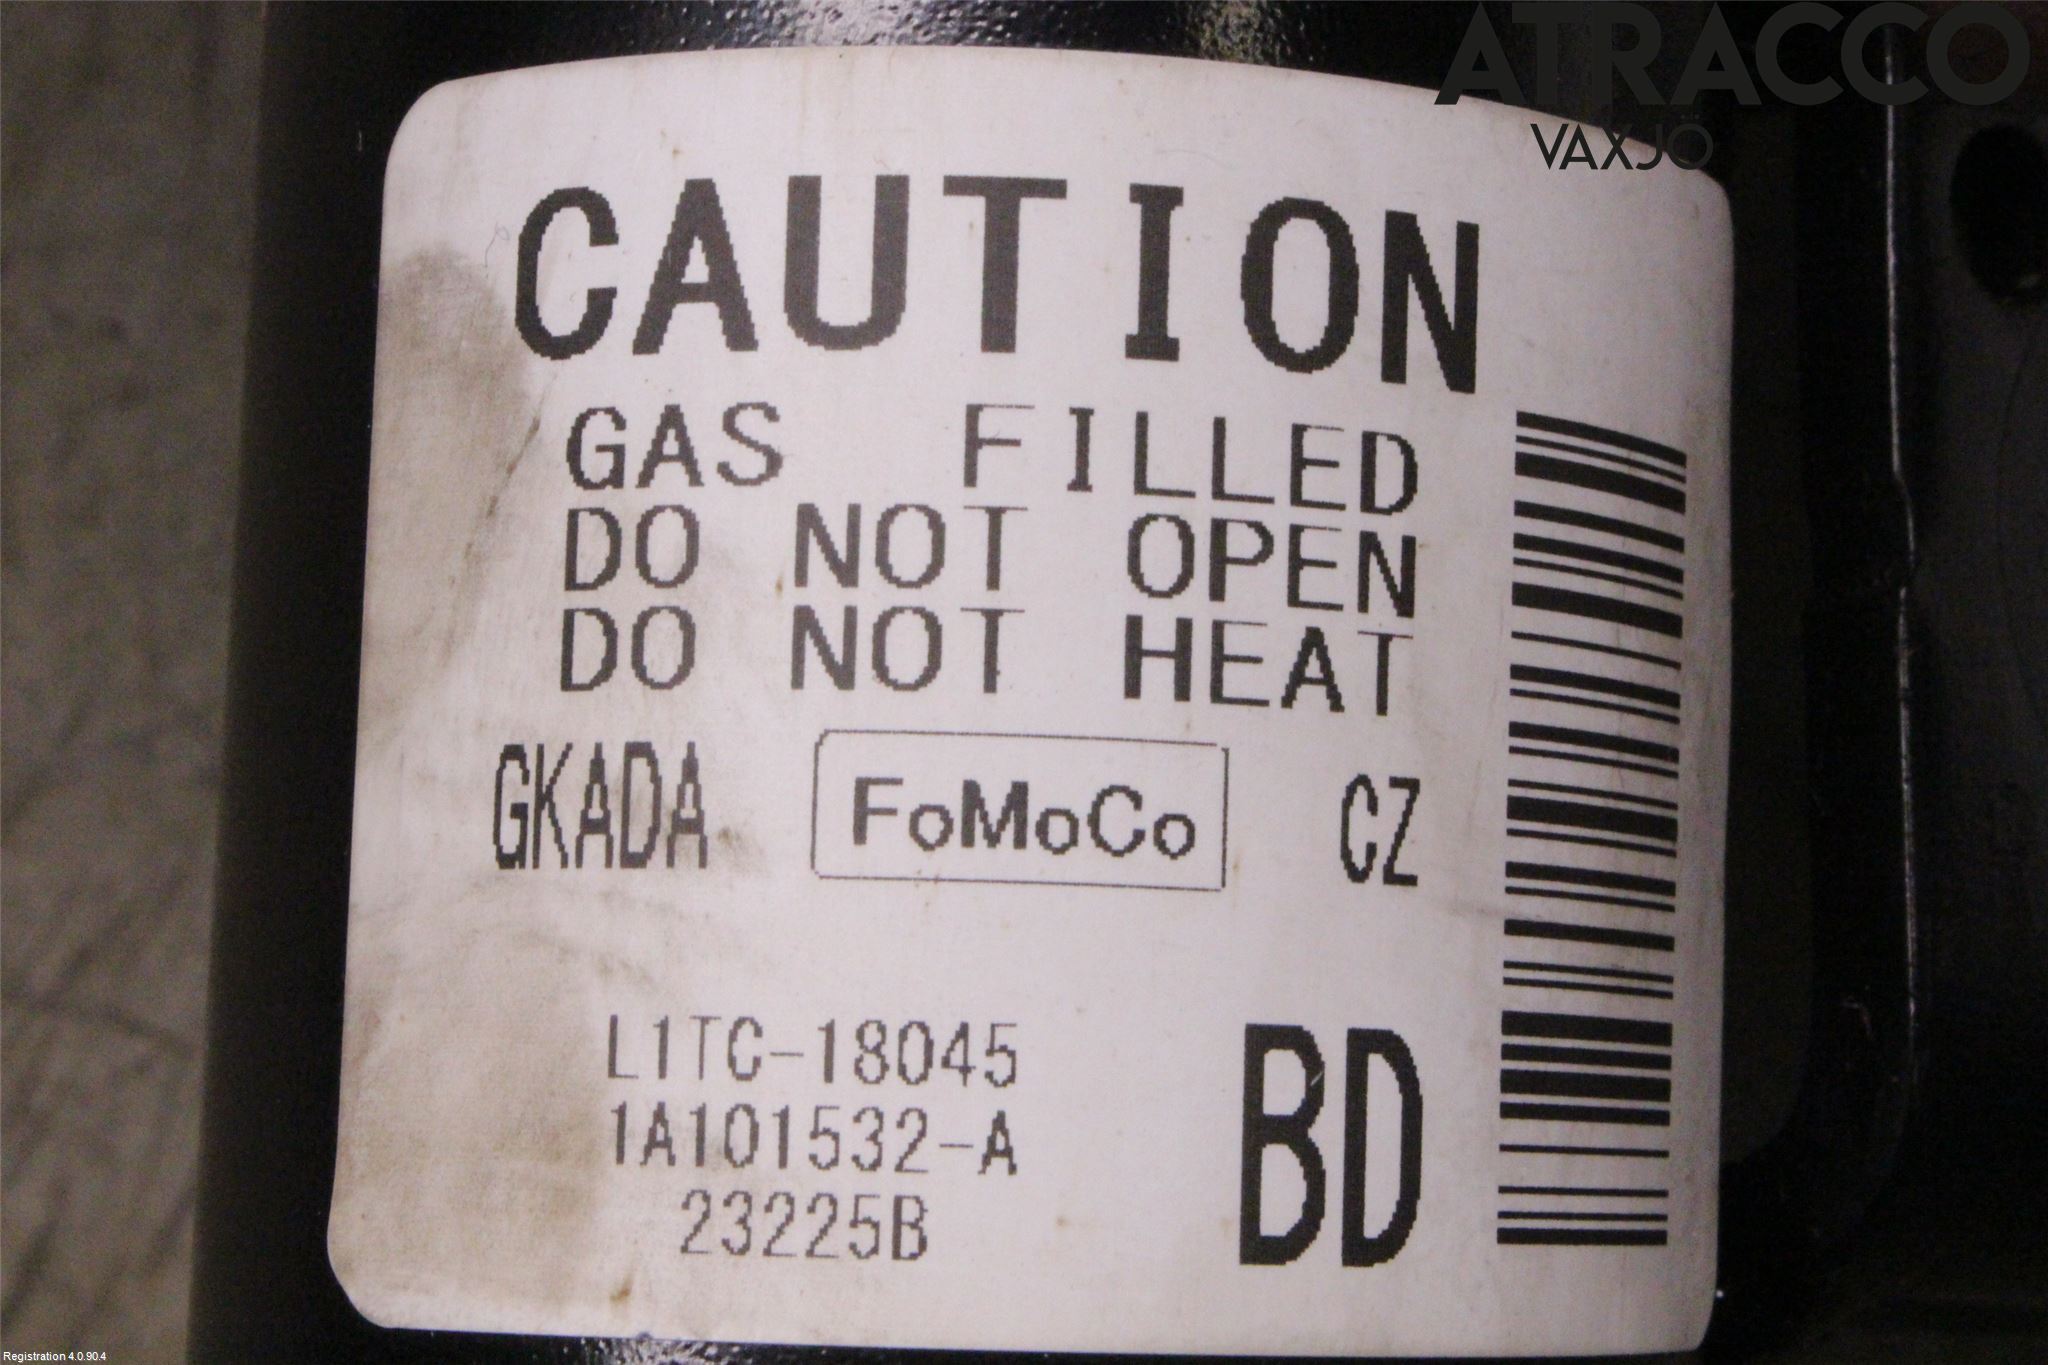 ATRACCO
VAXJÖ
CAUTION
GAS FILLED
DO NOT OPEN
DO NOT HEAT
GKADA FoMoCo CZ
L1TC-18045
1A101532-A
23225B
BD
Registration 4.0.90.4